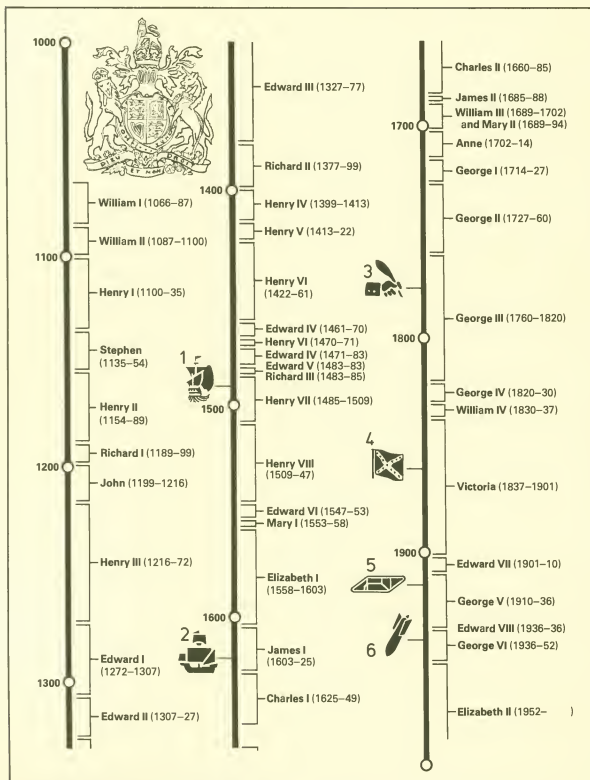 1000
DIEU
ET MON
DROIT
William I (1066–87)
William II (1087–1100)
1100
Henry I (1100–35)
Stephen
(1135–54)
Henry II
(1154–89)
Richard I (1189–99)
1200
John (1199–1216)
Henry III (1216–72)
Edward I
(1272–1307)
1300
Edward II (1307–27)
Edward III (1327–77)
Richard II (1377–99)
1400
Henry IV (1399–1413)
Henry V (1413–22)
Henry VI
(1422–61)
Edward IV (1461–70)
Henry VI (1470–71)
Edward IV (1471–83)
Edward V (1483–83)
Richard III (1483–85)
1
1500
Henry VII (1485–1509)
Henry VIII
(1509–47)
Edward VI (1547–53)
Mary I (1553–58)
Elizabeth I
(1558–1603)
1600
2
James I
(1603–25)
Charles I (1625–49)
Charles II (1660–85)
James II (1685–88)
William III (1689–1702)
and Mary II (1689–94)
1700
Anne (1702–14)
George I (1714–27)
George II (1727–60)
3
George III (1760–1820)
1800
George IV (1820–30)
William IV (1830–37)
4
Victoria (1837–1901)
1900
Edward VII (1901–10)
5
George V (1910–36)
Edward VIII (1936–36)
6
George VI (1936–52)
Elizabeth II (1952– )